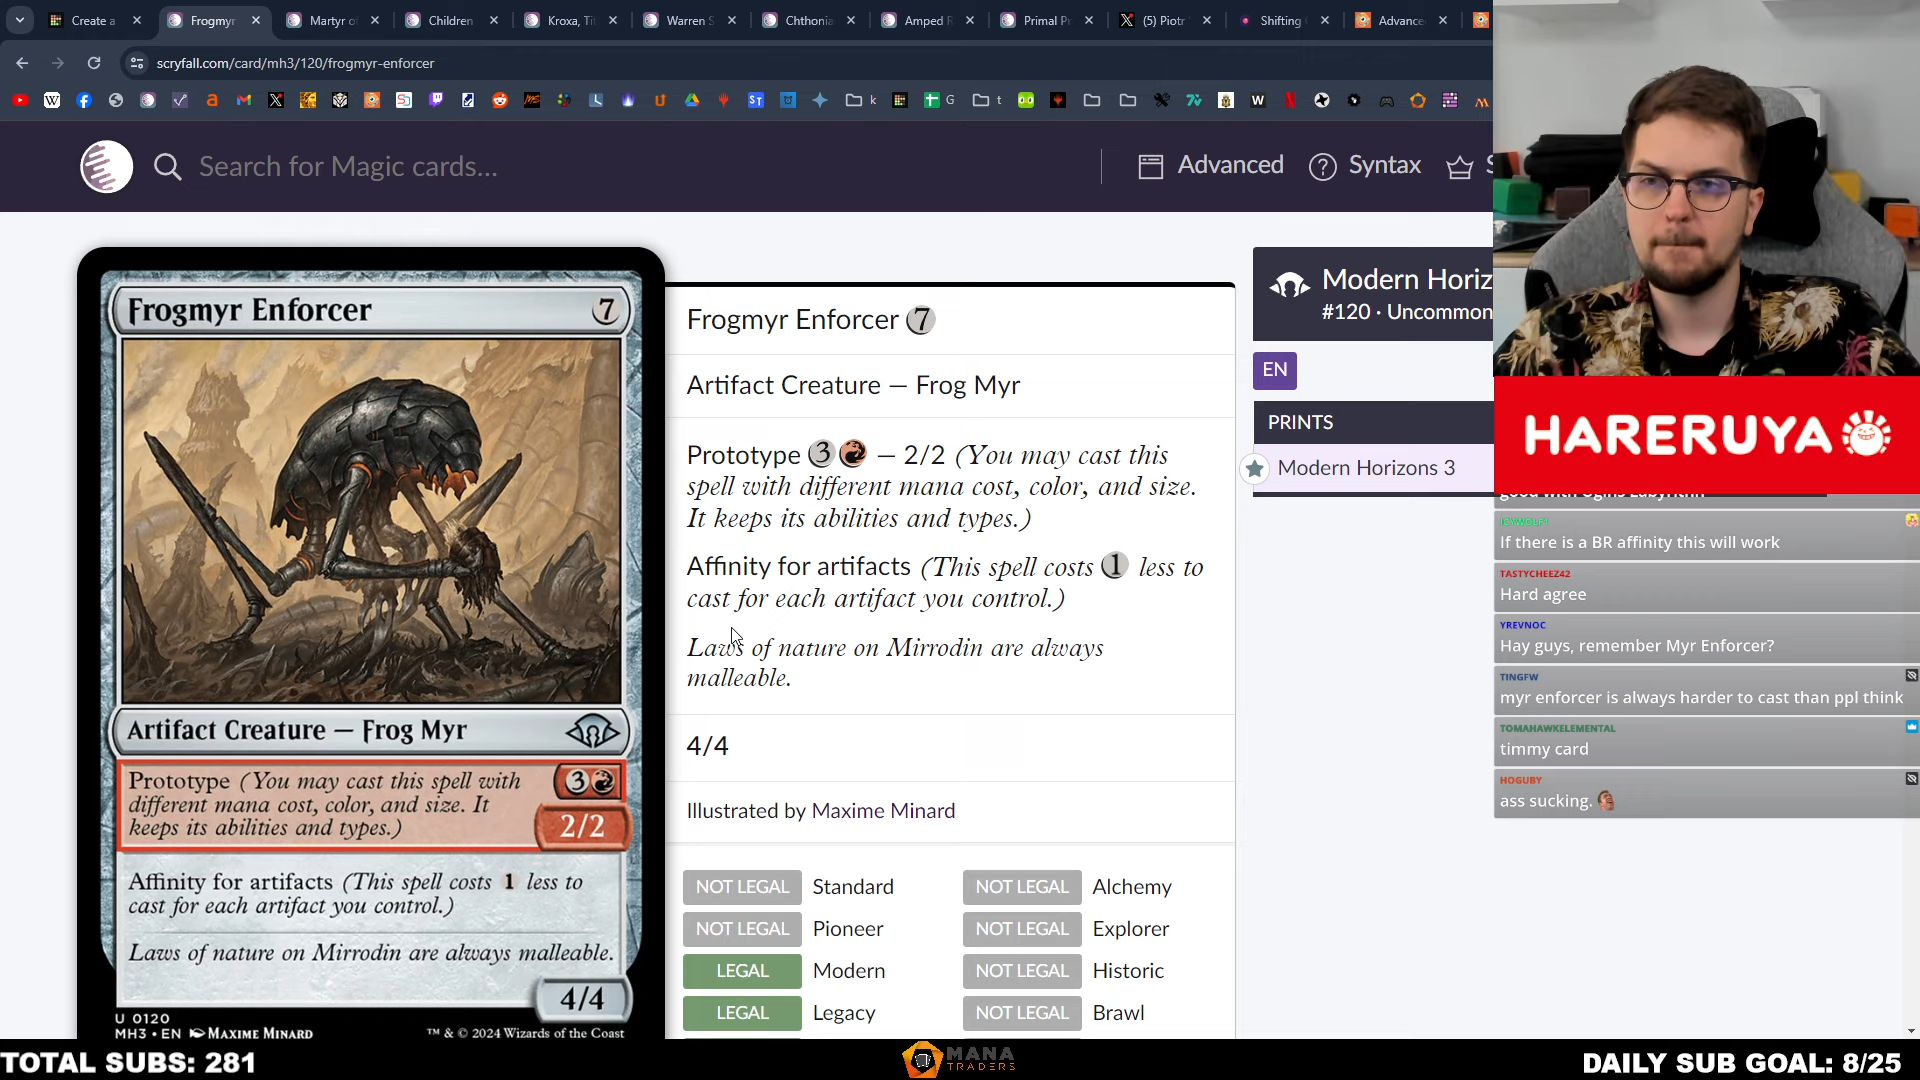 Create a
Frogmyr
Martyr o
Children
Kroxa, Tit
Warren S
Chthonia
Amped R
Primal P
(5) Piotr
Shifting
Advance
scryfall.com/card/mh3/120/frogmyr-enforcer
k
G
t
Search for Magic cards...
Advanced
Syntax
S
Frogmyr Enforcer 7
Artifact Creature — Frog Myr
Prototype (You may cast this spell with
different mana cost, color, and size. It
keeps its abilities and types.)
3
2/2
Affinity for artifacts (This spell costs 1 less to
cast for each artifact you control.)
Laws of nature on Mirrodin are always malleable.
4/4
U 0120
MH3 • EN MAXIME MINARD
™ & © 2024 Wizards of the Coast
Frogmyr Enforcer 7
Artifact Creature — Frog Myr
Prototype 3 — 2/2 (You may cast this
spell with different mana cost, color, and size.
It keeps its abilities and types.)
Affinity for artifacts (This spell costs 1 less to
cast for each artifact you control.)
Laws of nature on Mirrodin are always
malleable.
4/4
Illustrated by Maxime Minard
NOT LEGAL Standard
NOT LEGAL Alchemy
NOT LEGAL Pioneer
NOT LEGAL Explorer
LEGAL Modern
NOT LEGAL Historic
LEGAL Legacy
NOT LEGAL Brawl
Modern Horiz
#120 · Uncommon
EN
PRINTS
Modern Horizons 3
HARERUYA
good with Ugins Labyrinth
ICYWOLF1
If there is a BR affinity this will work
TASTYCHEEZ42
Hard agree
YREVNOC
Hay guys, remember Myr Enforcer?
TINGFW
myr enforcer is always harder to cast than ppl think
TOMAHAWKELEMENTAL
timmy card
HOGUBY
ass sucking.
TOTAL SUBS: 281
MANA
TRADERS
DAILY SUB GOAL: 8/25